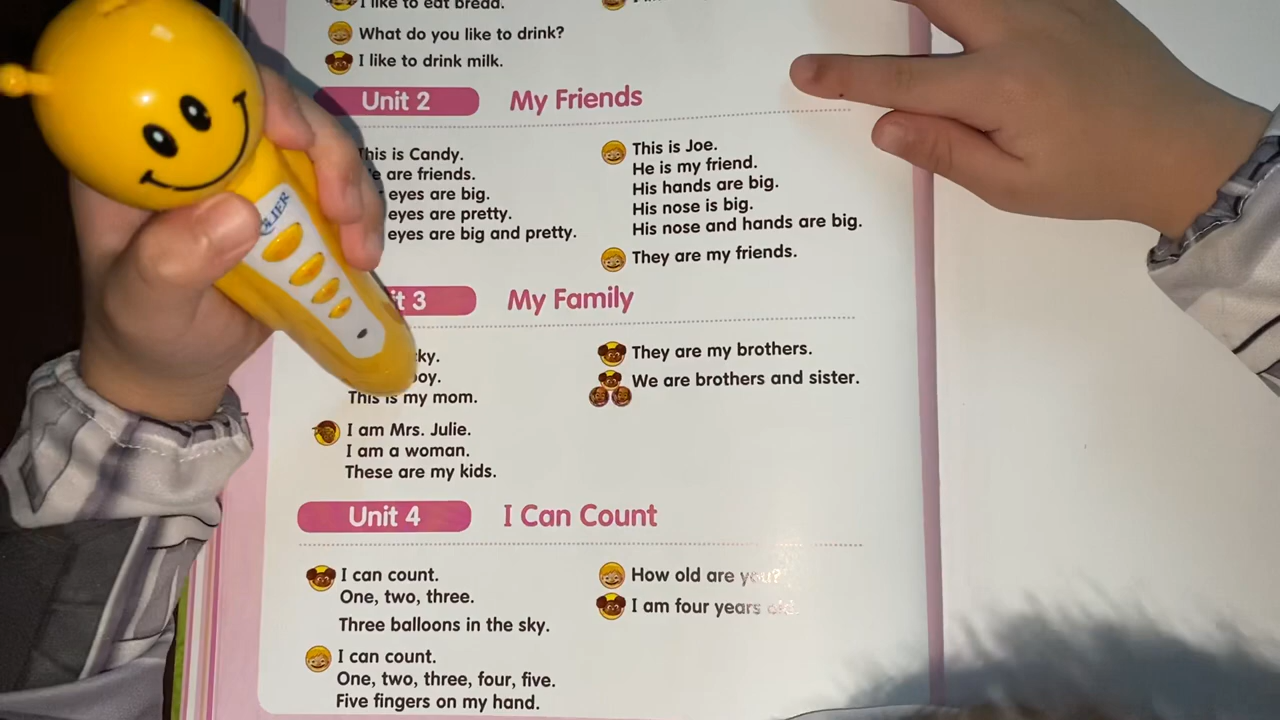 I like to eat bread.
What do you like to drink?
I like to drink milk.
Unit 2 My Friends
This is Candy.
are friends.
eyes are big.
eyes are pretty.
eyes are big and pretty.
This is Joe.
He is my friend.
His hands are big.
His nose is big.
His nose and hands are big.
They are my friends.
3 My Family
This is my mom.
I am Mrs. Julie.
I am a woman.
These are my kids.
They are my brothers.
We are brothers and sister.
Unit 4 I Can Count
I can count.
One, two, three.
Three balloons in the sky.
I can count.
One, two, three, four, five.
Five fingers on my hand.
How old are you?
I am four years old.